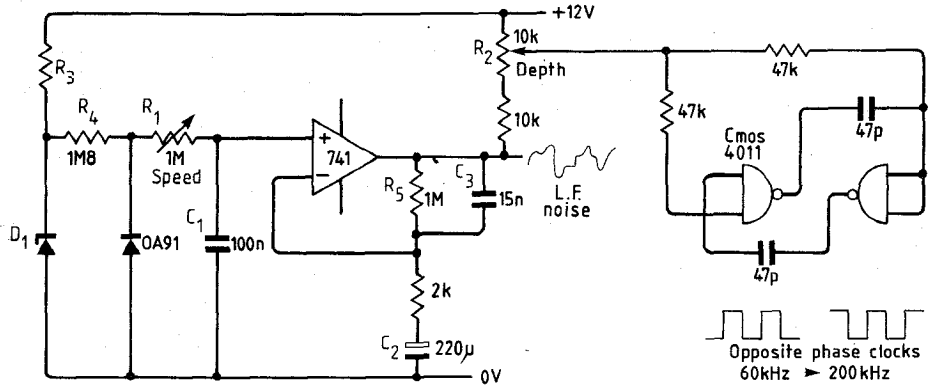 +12V
R3
10k
R2
Depth
47k
R4
R1
1M8
1M
Speed
47k
10k
47p
Cmos
4011
+
741
−
R5
1M
C3
15n
L.F.
noise
D1
OA91
C1
100n
47p
2k
C2
220µ
0V
Opposite phase clocks
60kHz ► 200kHz